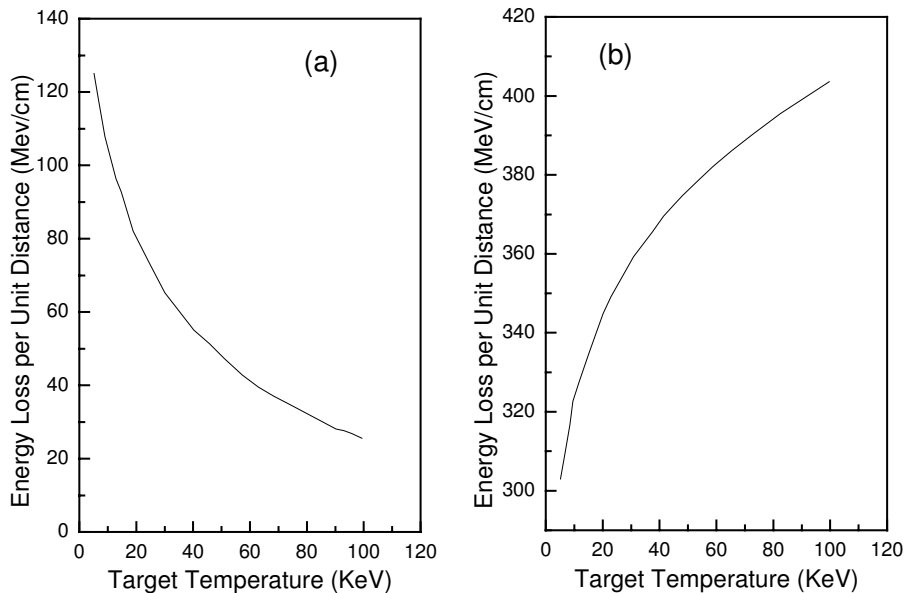 (a)
Energy Loss per Unit Distance (Mev/cm)
140
120
100
80
60
40
20
0
0 20 40 60 80 100 120
Target Temperature (KeV)
(b)
Energy Loss per Unit Distance (MeV/cm)
420
400
380
360
340
320
300
0 20 40 60 80 100 120
Target Temperature (KeV)